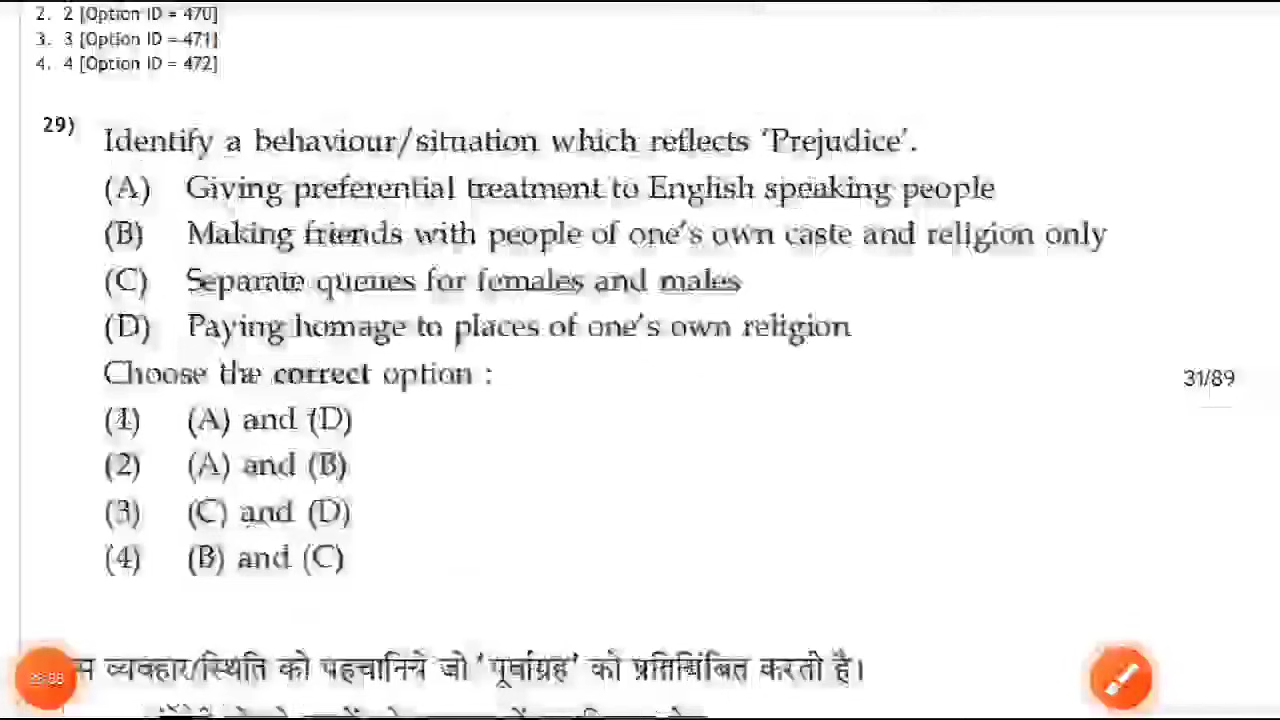 2. 2 [Option ID = 470]
3. 3 [Option ID = 471]
4. 4 [Option ID = 472]
29)
Identify a behaviour/situation which reflects 'Prejudice'.
(A) Giving preferential treatment to English speaking people
(B) Making friends with people of one's own caste and religion only
(C) Separate queues for females and males
(D) Paying homage to places of one's own religion
Choose the correct option :
31/89
(1) (A) and (D)
(2) (A) and (B)
(3) (C) and (D)
(4) (B) and (C)
व्यवहार/स्थिति को पहचानिये जो 'पूर्वाग्रह' को प्रतिबिंबित करती है।